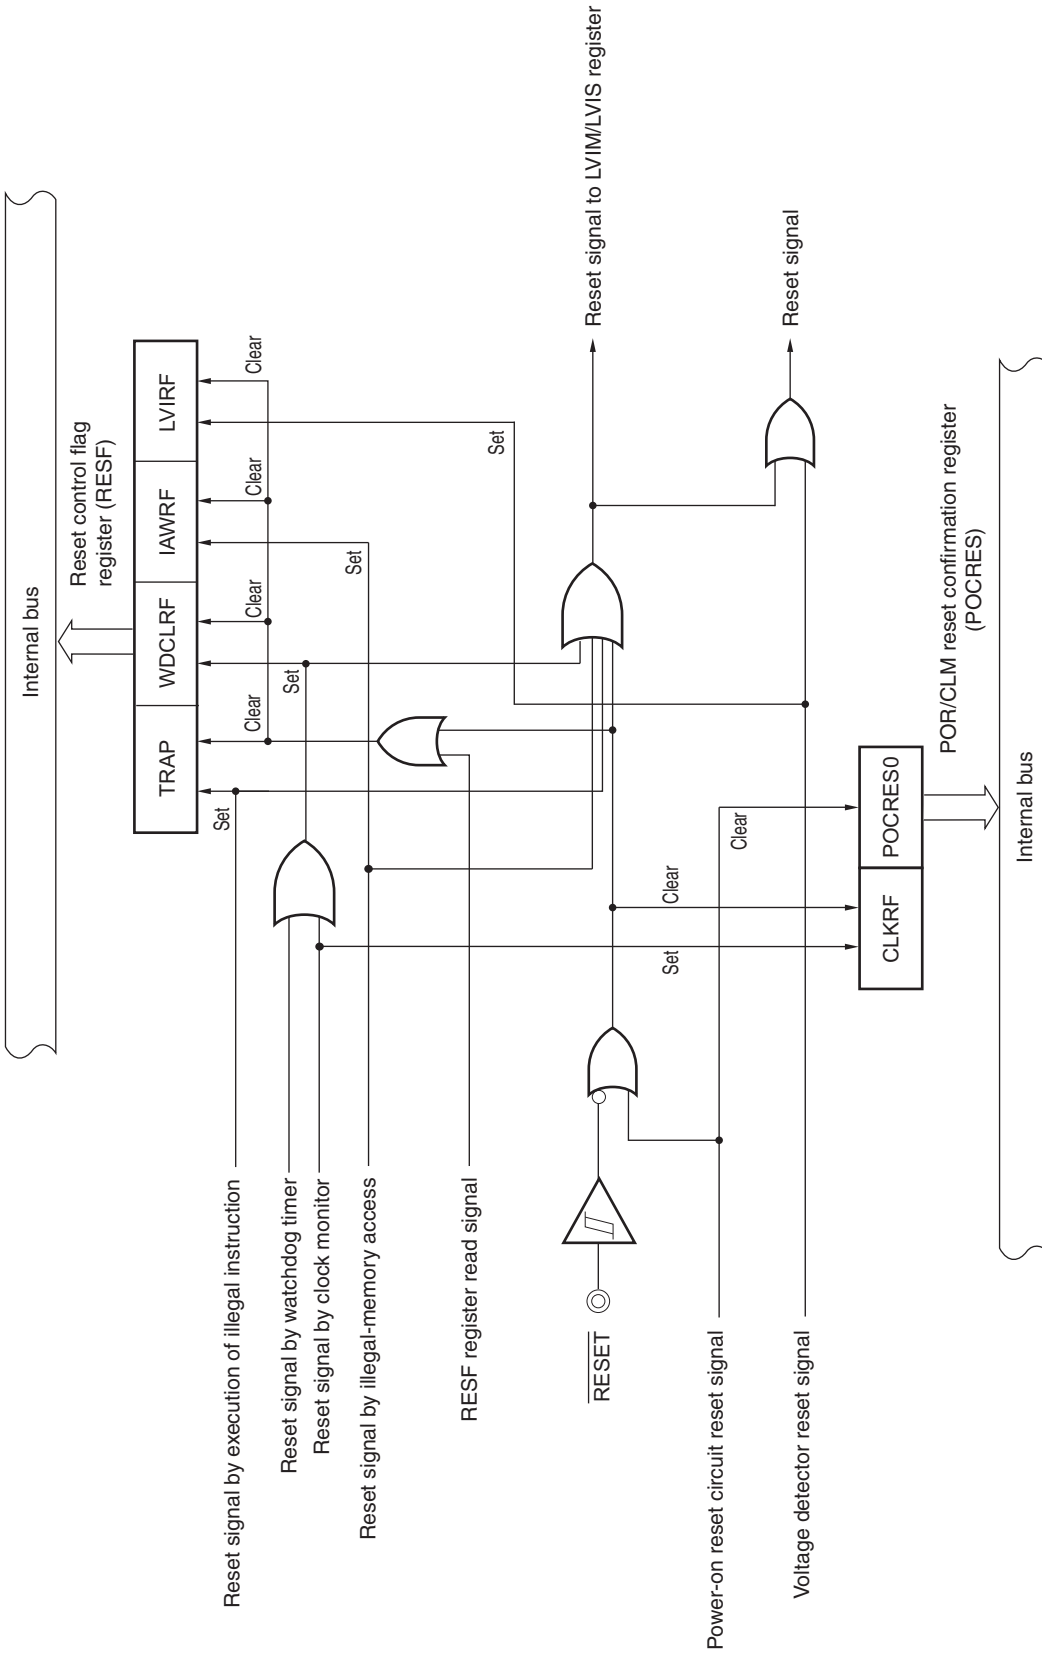 Internal bus
Reset control flag
register (RESF)
TRAP
WDCLRF
IAWRF
LVIRF
Set
Clear
Set
Clear
Set
Clear
Set
Clear
Reset signal by execution of illegal instruction
Reset signal by watchdog timer
Reset signal by clock monitor
Reset signal by illegal-memory access
RESF register read signal
RESET
Power-on reset circuit reset signal
Voltage detector reset signal
Reset signal to LVIM/LVIS register
Reset signal
Set
Clear
Clear
CLKRF
POCRES0
POR/CLM reset confirmation register
(POCRES)
Internal bus